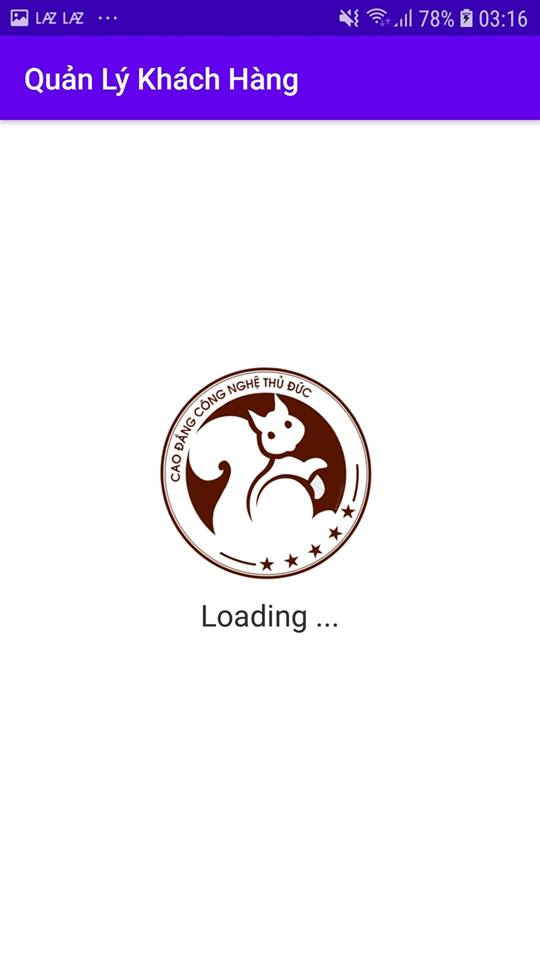 LAZ LAZ ... 78% 03:16
Quản Lý Khách Hàng
CAO ĐẲNG CÔNG NGHỆ THỦ ĐỨC
Loading ...